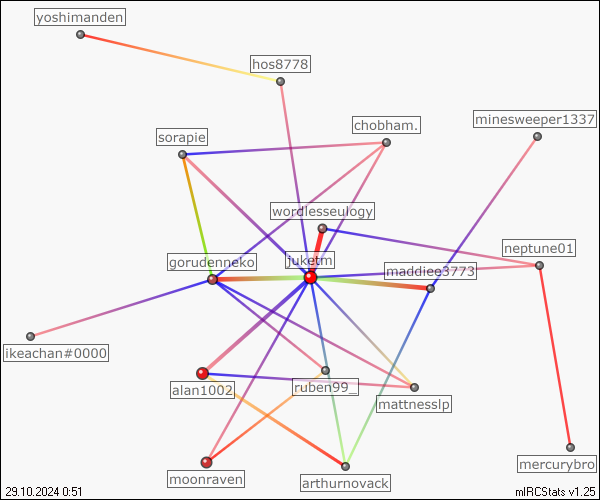 yoshimanden
hos8778
minesweeper1337
chobham.
sorapie
wordlesseulogy
neptune01
gorudenneko
juketm
maddiee3773
ikeachan#0000
alan1002
ruben99_
mattnesslp
mercurybro
moonraven
arthurnovack
29.10.2024 0:51
mIRCStats v1.25